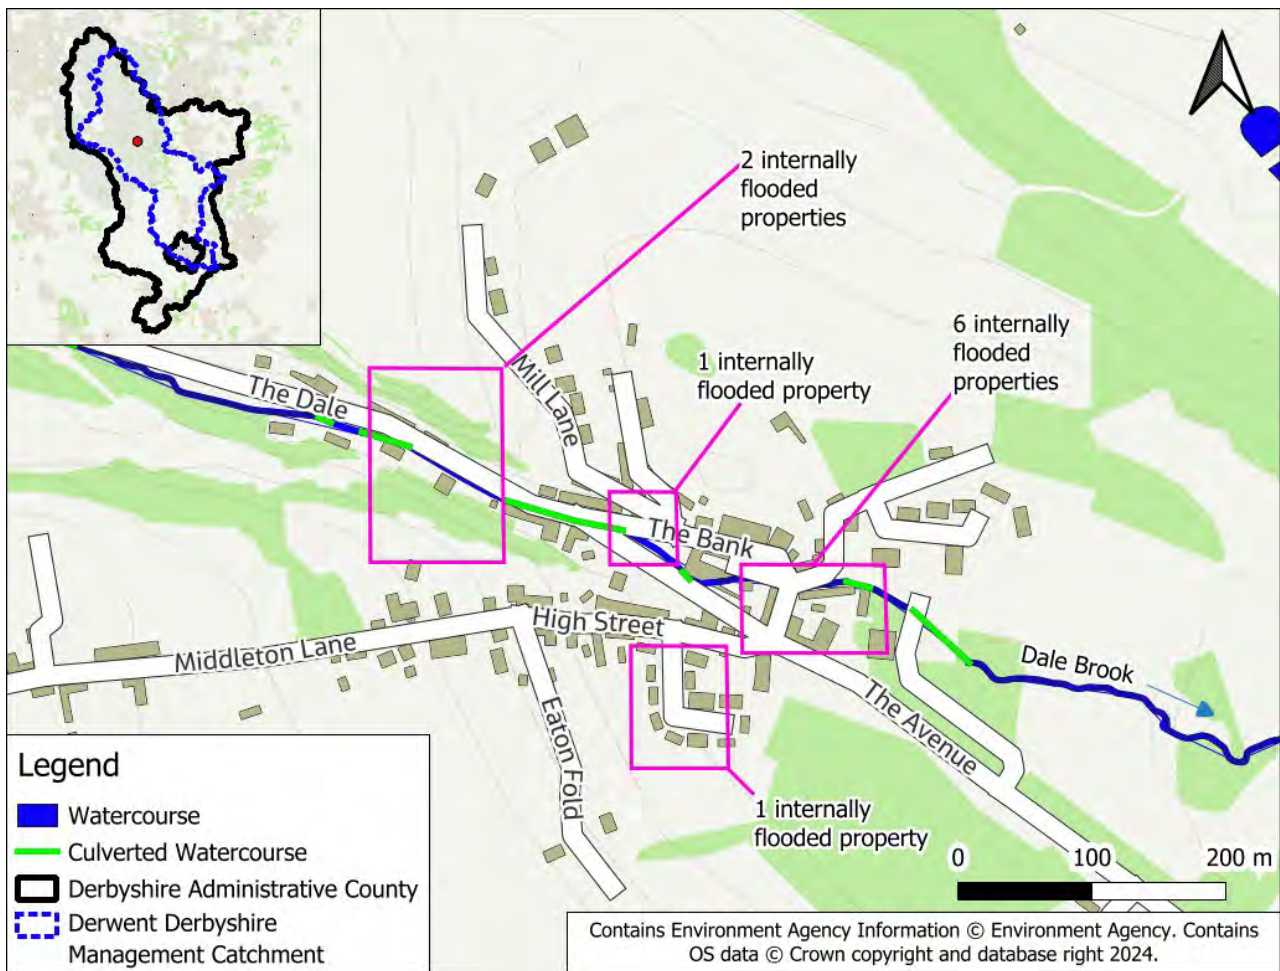 2 internally
flooded
properties
6 internally
flooded
properties
1 internally
flooded property
The Dale
Mill Lane
The Bank
High Street
Middleton Lane
Dale Brook
The Avenue
Eaton Fold
1 internally
flooded property
Legend
Watercourse
Culverted Watercourse
Derbyshire Administrative County
Derwent Derbyshire
Management Catchment
0 100 200 m
Contains Environment Agency Information © Environment Agency. Contains
OS data © Crown copyright and database right 2024.